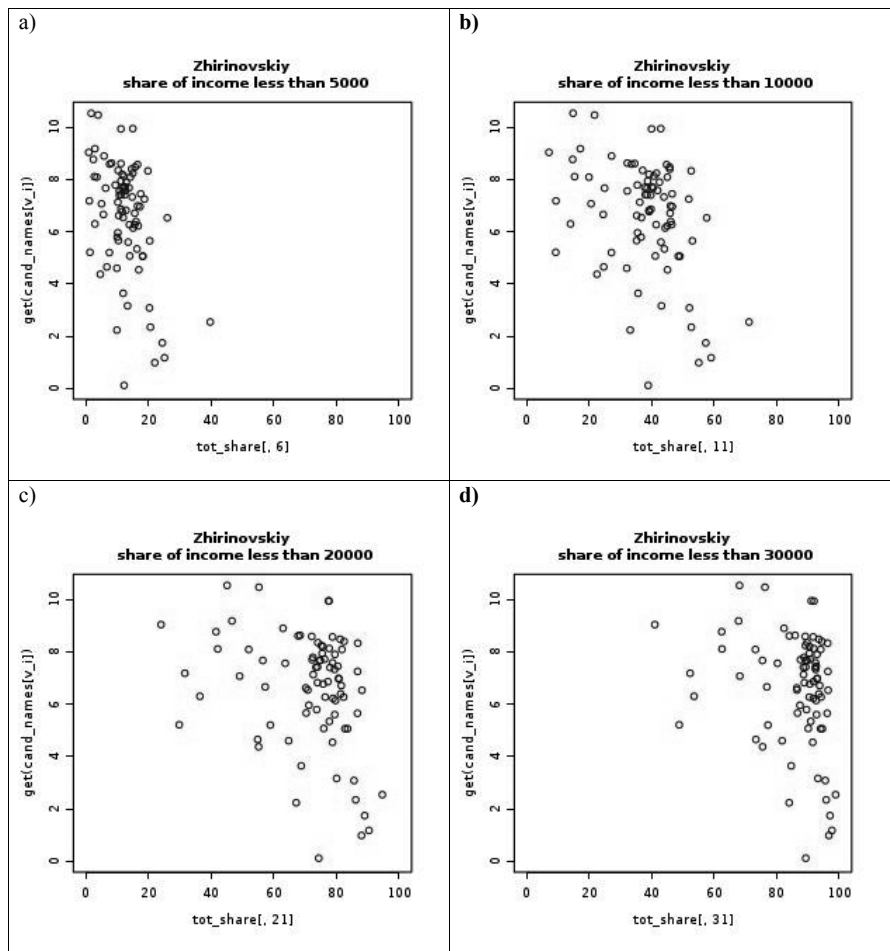 a)
Zhirinovskiy
share of income less than 5000
get(cand_names[v_i])
0 2 4 6 8 10
0 20 40 60 80 100
tot_share[, 6]
b)
Zhirinovskiy
share of income less than 10000
get(cand_names[v_i])
0 2 4 6 8 10
0 20 40 60 80 100
tot_share[, 11]
c)
Zhirinovskiy
share of income less than 20000
get(cand_names[v_i])
0 2 4 6 8 10
0 20 40 60 80 100
tot_share[, 21]
d)
Zhirinovskiy
share of income less than 30000
get(cand_names[v_i])
0 2 4 6 8 10
0 20 40 60 80 100
tot_share[, 31]